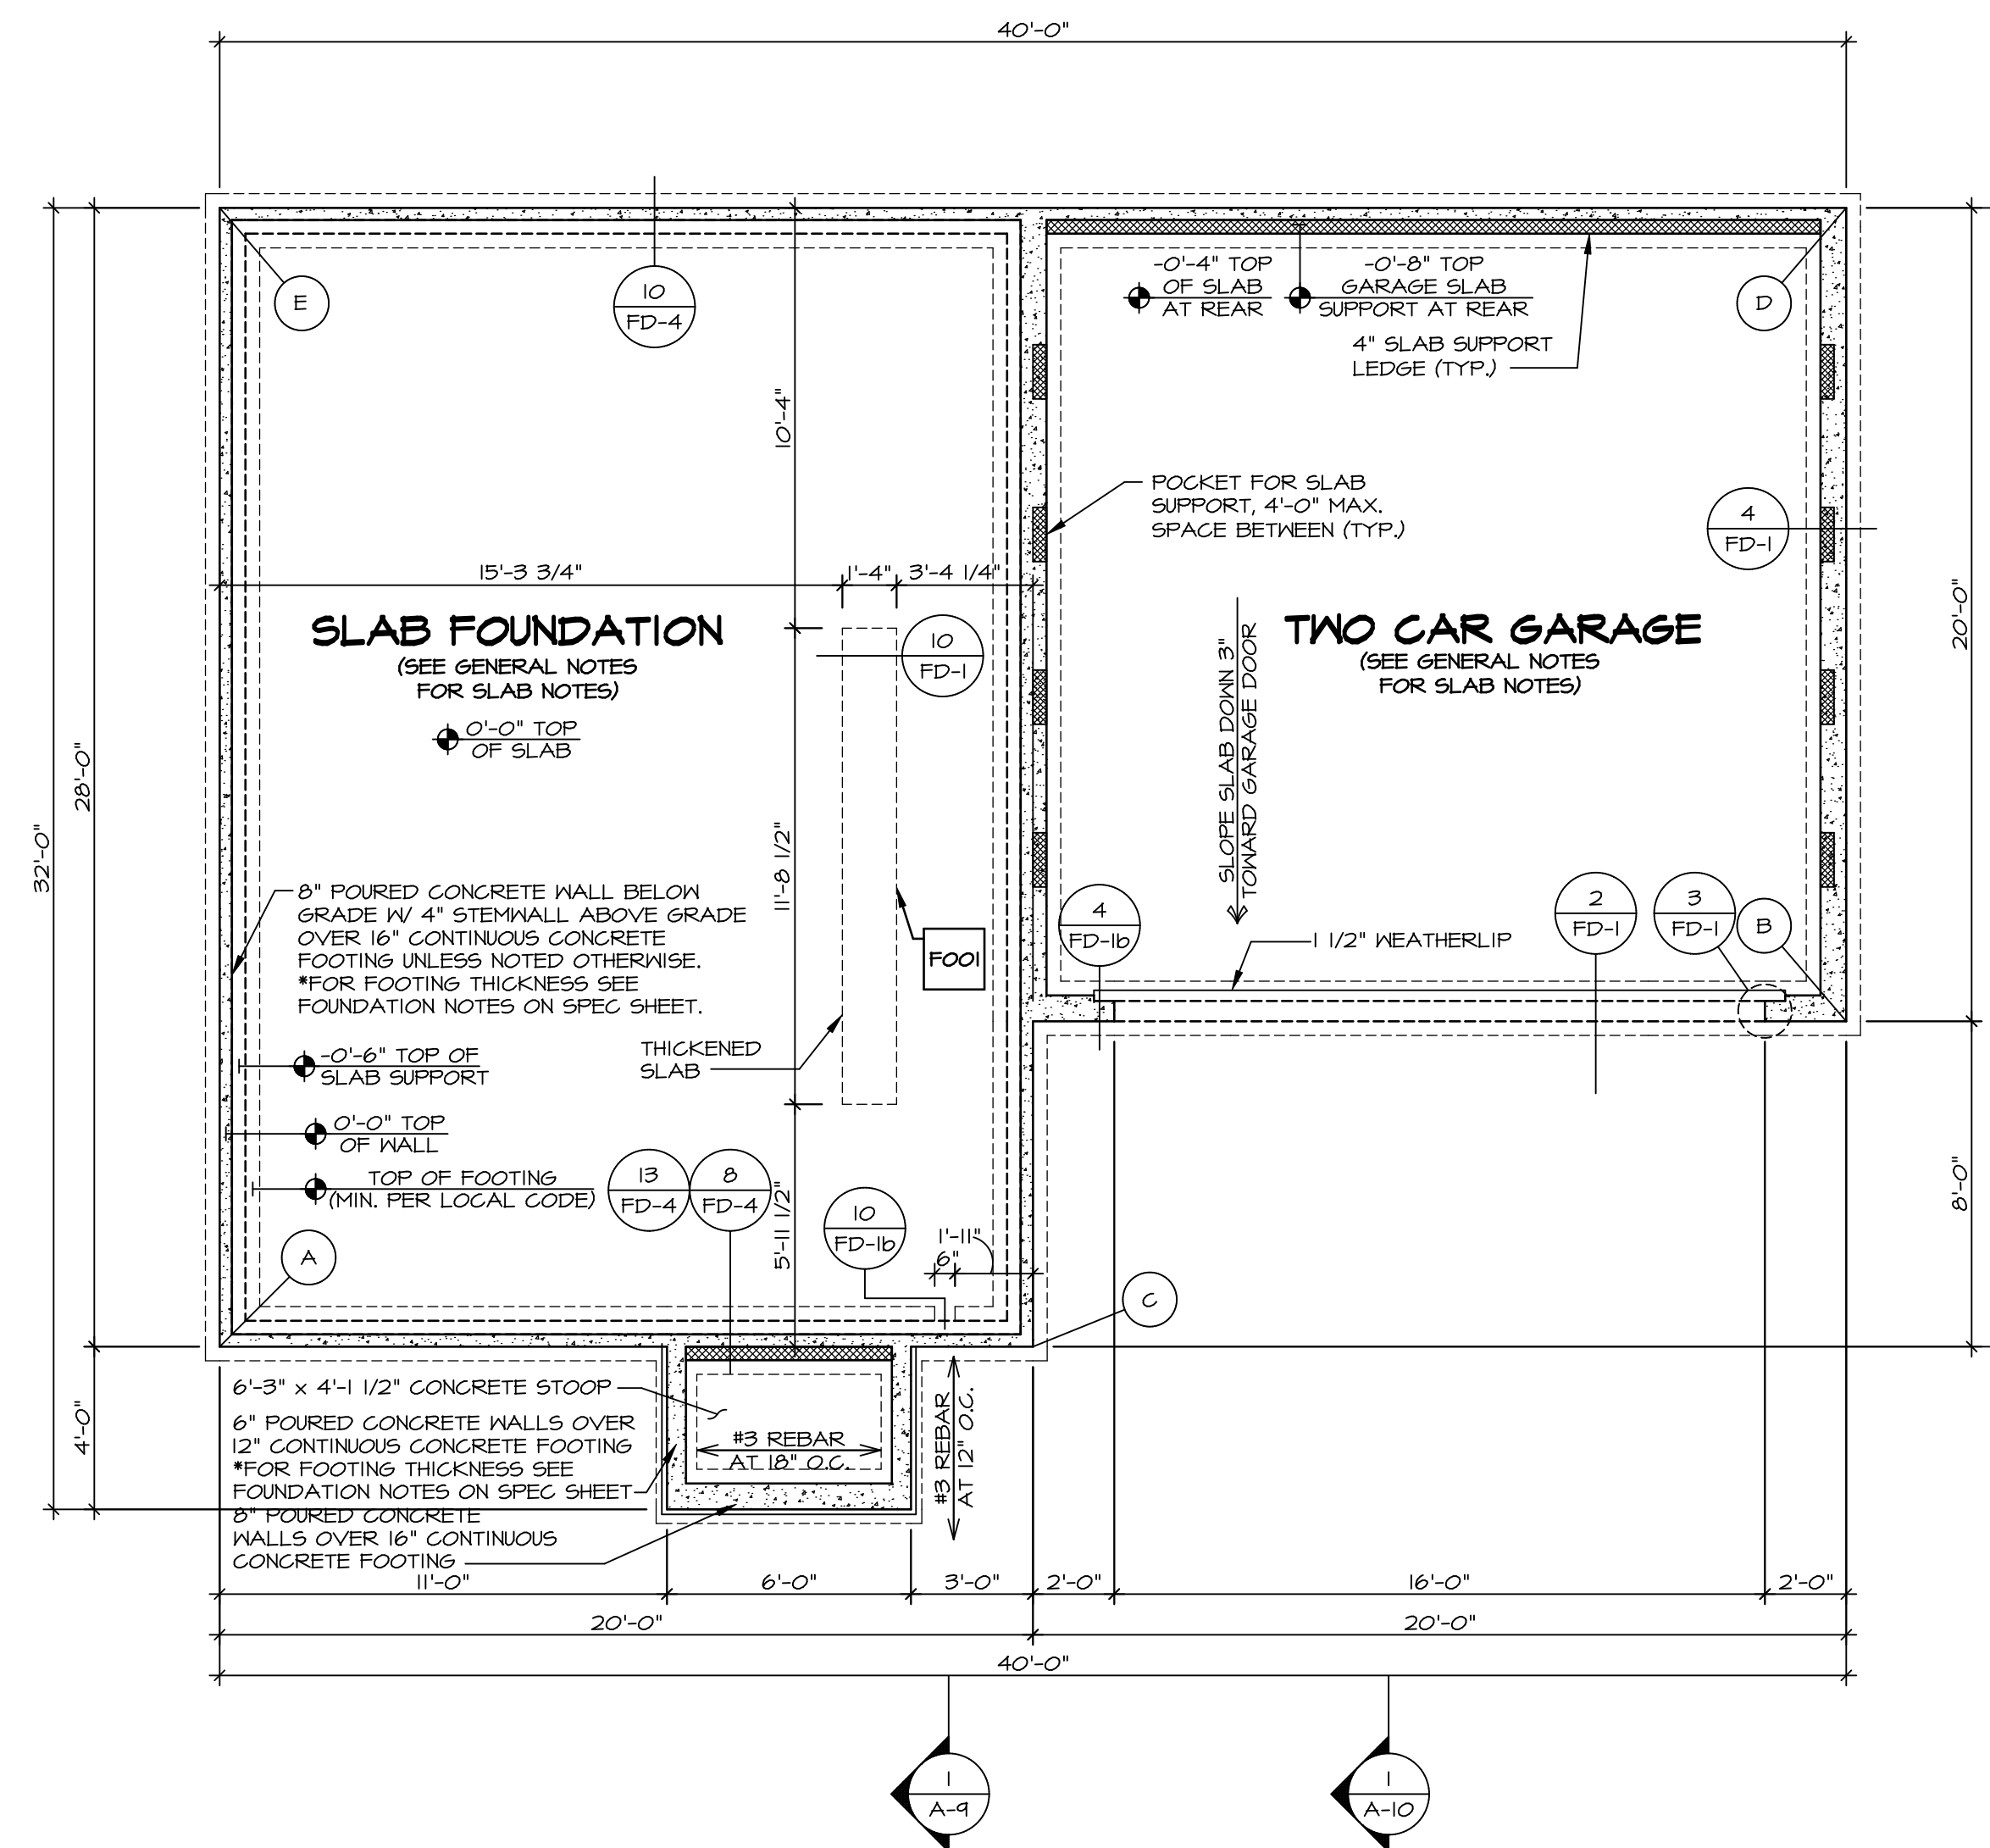 40'-0"
E
10
FD-4
-0'-4" TOP
OF SLAB
AT REAR
-0'-8" TOP
GARAGE SLAB
SUPPORT AT REAR
D
4" SLAB SUPPORT
LEDGE (TYP.)
10'-4"
POCKET FOR SLAB
SUPPORT, 4'-0" MAX.
SPACE BETWEEN (TYP.)
4
FD-1
15'-3 3/4"
1'-4"
3'-4 1/4"
20'-0"
SLAB FOUNDATION
(SEE GENERAL NOTES
FOR SLAB NOTES)
10
FD-1
TWO CAR GARAGE
(SEE GENERAL NOTES
FOR SLAB NOTES)
0'-0" TOP
OF SLAB
SLOPE SLAB DOWN 3"
TOWARD GARAGE DOOR
28'-0"
32'-0"
11'-8 1/2"
8" POURED CONCRETE WALL BELOW
GRADE W/ 4" STEMWALL ABOVE GRADE
OVER 16" CONTINUOUS CONCRETE
FOOTING UNLESS NOTED OTHERWISE.
*FOR FOOTING THICKNESS SEE
FOUNDATION NOTES ON SPEC SHEET.
F001
4
FD-1b
1 1/2" WEATHERLIP
2
FD-1
3
FD-1
B
THICKENED
SLAB
-0'-6" TOP OF
SLAB SUPPORT
0'-0" TOP
OF WALL
TOP OF FOOTING
(MIN. PER LOCAL CODE)
13
FD-4
8
FD-4
5'-11 1/2"
10
FD-1b
1'-11"
6"
8'-0"
A
C
6'-3" x 4'-1 1/2" CONCRETE STOOP
6" POURED CONCRETE WALLS OVER
12" CONTINUOUS CONCRETE FOOTING
*FOR FOOTING THICKNESS SEE
FOUNDATION NOTES ON SPEC SHEET
8" POURED CONCRETE
WALLS OVER 16" CONTINUOUS
CONCRETE FOOTING
4'-0"
#3 REBAR
AT 18" O.C.
#3 REBAR
AT 12" O.C.
11'-0"
6'-0"
3'-0"
2'-0"
16'-0"
2'-0"
20'-0"
20'-0"
40'-0"
1
A-9
1
A-10